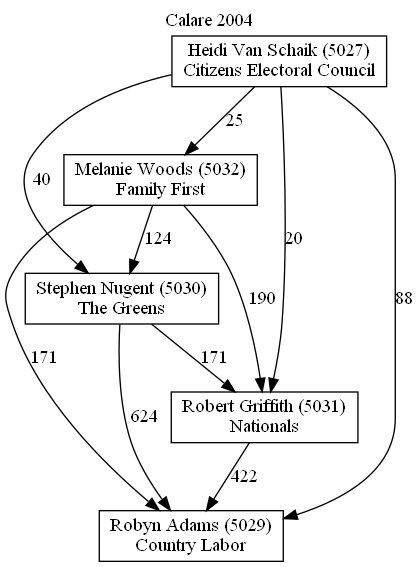 Calare 2004
Heidi Van Schaik (5027)
Citizens Electoral Council
25
Melanie Woods (5032)
Family First
40
124
20
Stephen Nugent (5030)
The Greens
190
88
171
171
Robert Griffith (5031)
Nationals
624
422
Robyn Adams (5029)
Country Labor